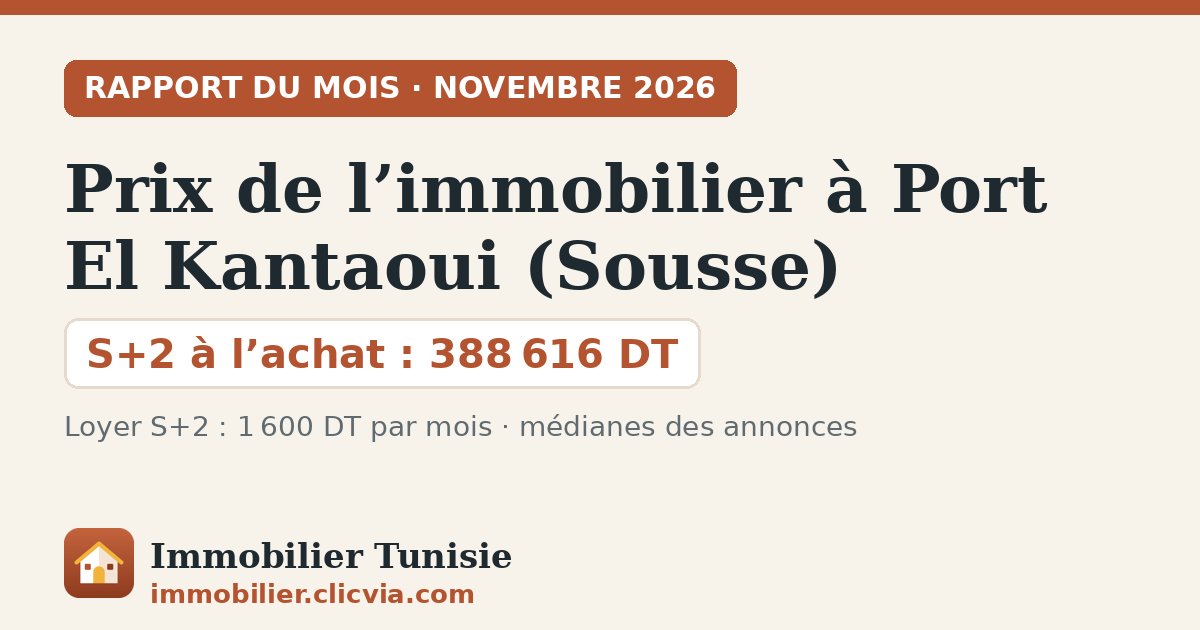 RAPPORT DU MOIS · NOVEMBRE 2026
Prix de l’immobilier à Port
El Kantaoui (Sousse)
S+2 à l’achat : 388 616 DT
Loyer S+2 : 1 600 DT par mois · médianes des annonces
Immobilier Tunisie
immobilier.clicvia.com